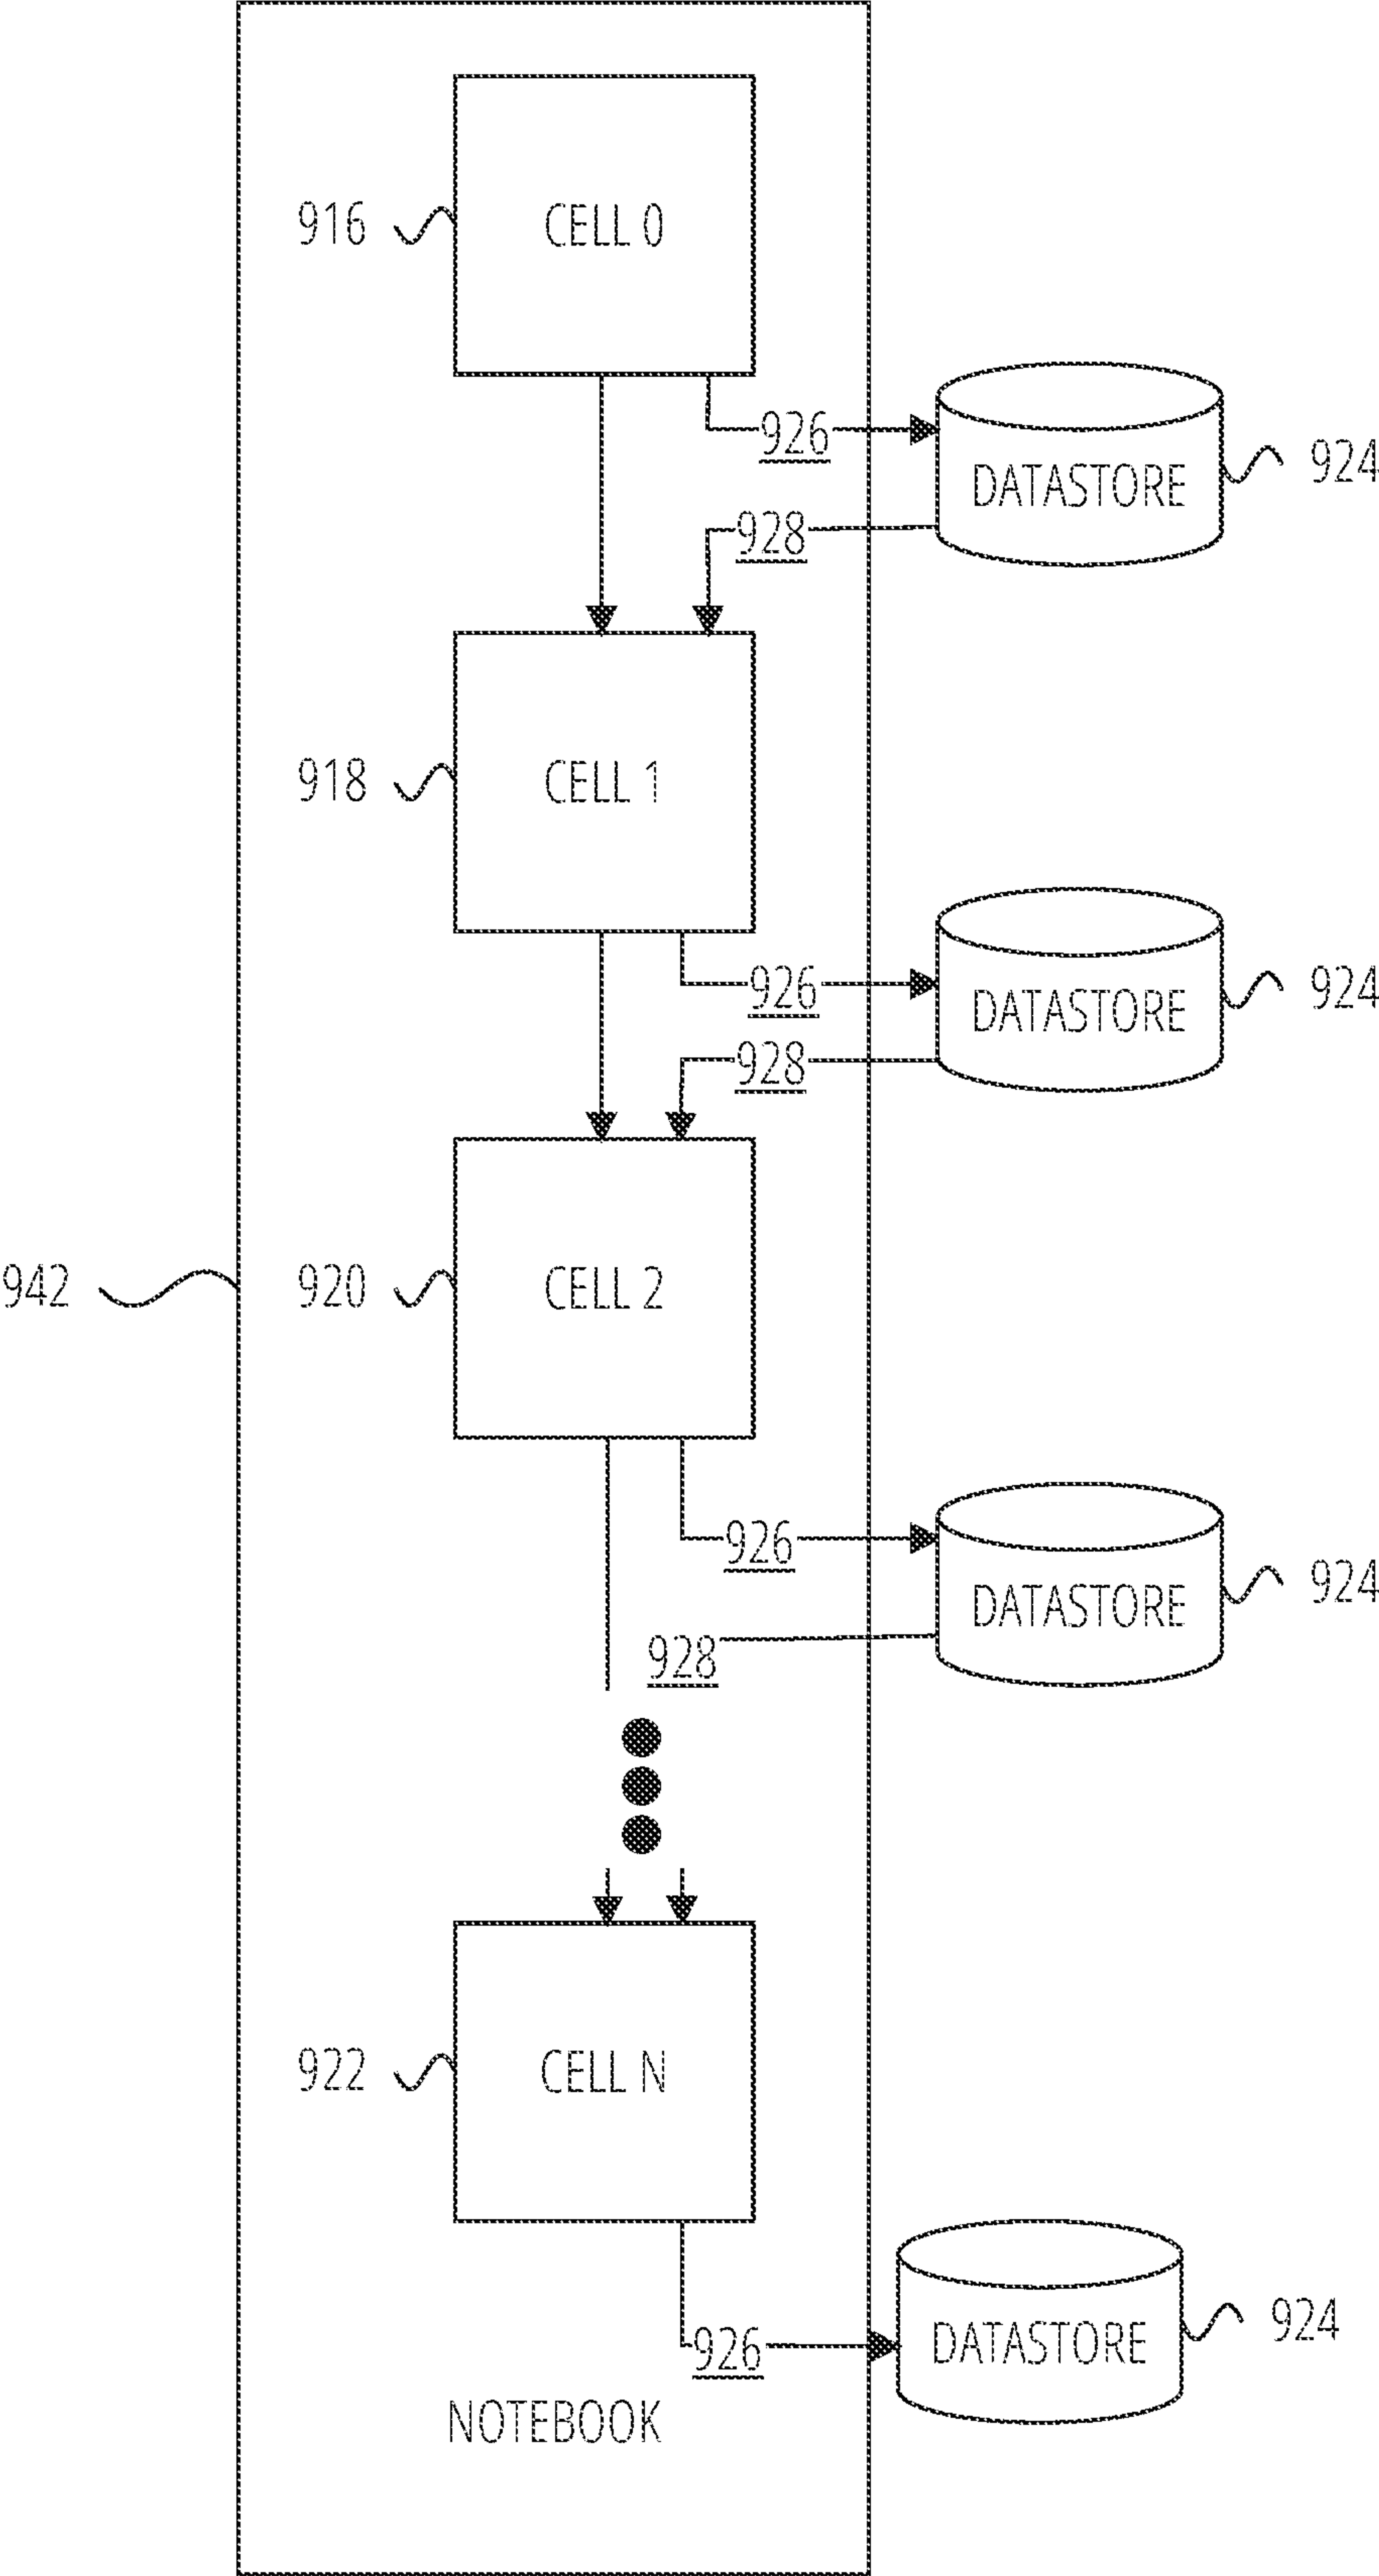 916
CELL 0
926
DATASTORE
924
928
918
CELL 1
926
DATASTORE
924
928
942
920
CELL 2
926
DATASTORE
924
928
922
CELL N
926
DATASTORE
924
NOTEBOOK